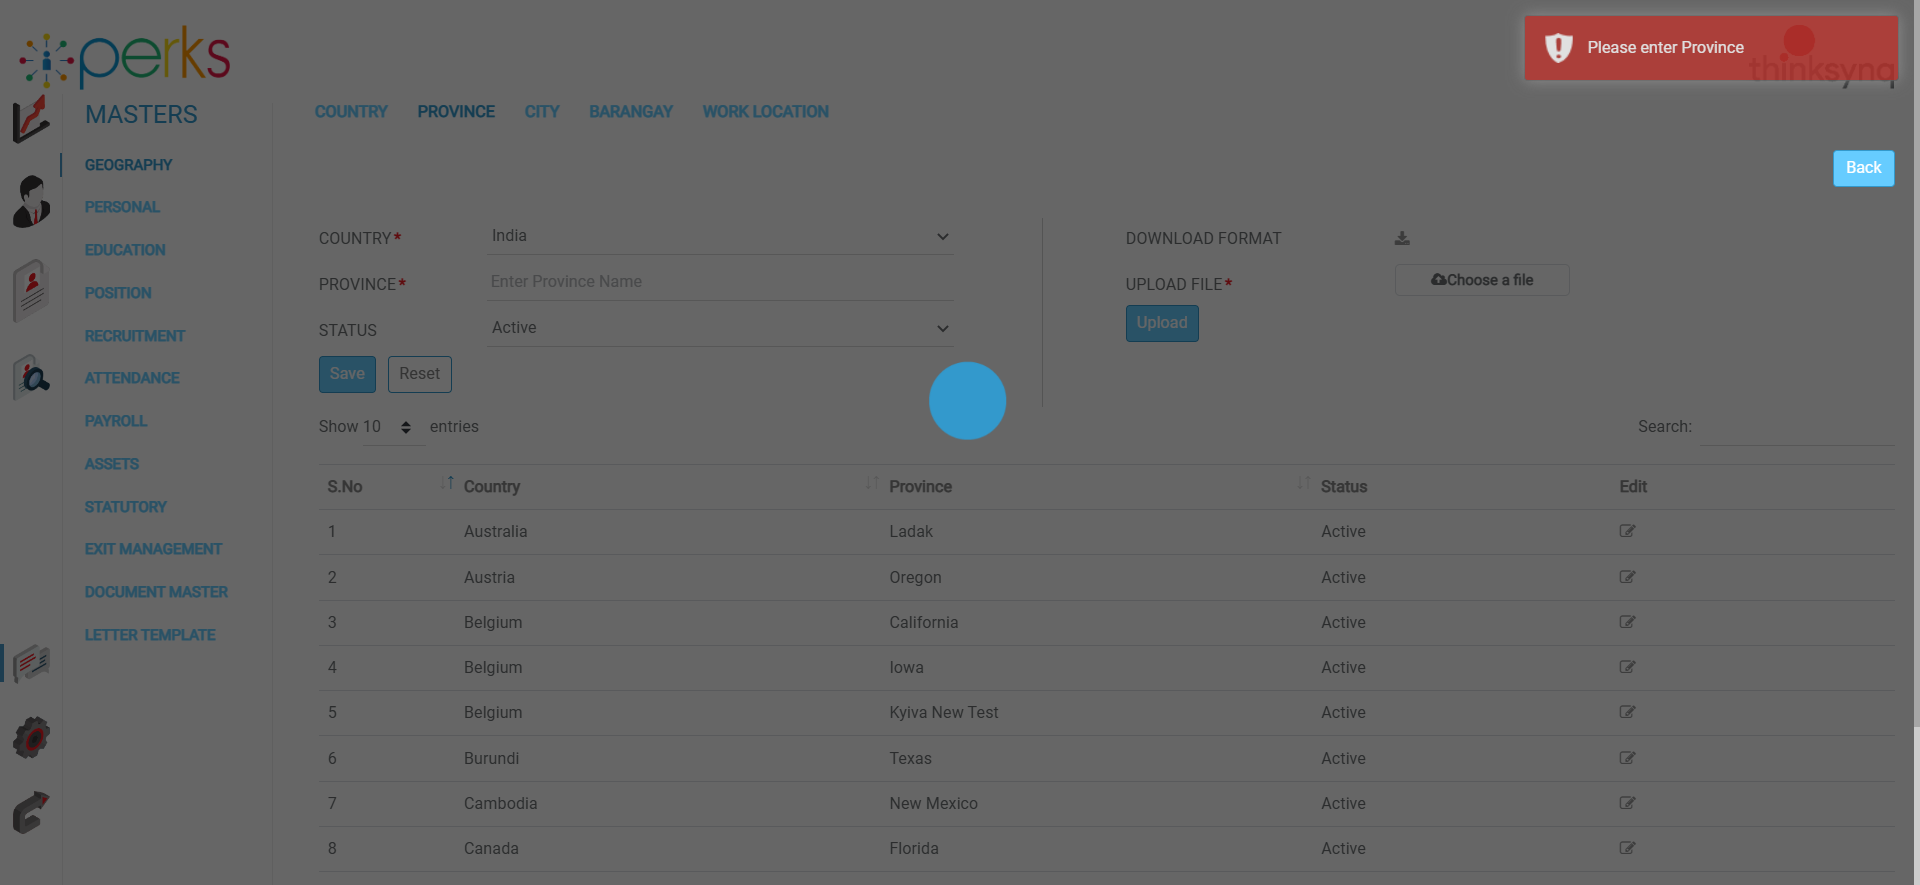 perks
Please enter Province
thinksynq
MASTERS
COUNTRY PROVINCE CITY BARANGAY WORK LOCATION
Back
GEOGRAPHY
PERSONAL
EDUCATION
POSITION
RECRUITMENT
ATTENDANCE
PAYROLL
ASSETS
STATUTORY
EXIT MANAGEMENT
DOCUMENT MASTER
LETTER TEMPLATE
COUNTRY* India
PROVINCE* Enter Province Name
STATUS Active
Save Reset
DOWNLOAD FORMAT
UPLOAD FILE* Choose a file
Upload
Show 10 entries
Search:
S.No Country Province Status Edit
1 Australia Ladak Active
2 Austria Oregon Active
3 Belgium California Active
4 Belgium Iowa Active
5 Belgium Kyiva New Test Active
6 Burundi Texas Active
7 Cambodia New Mexico Active
8 Canada Florida Active